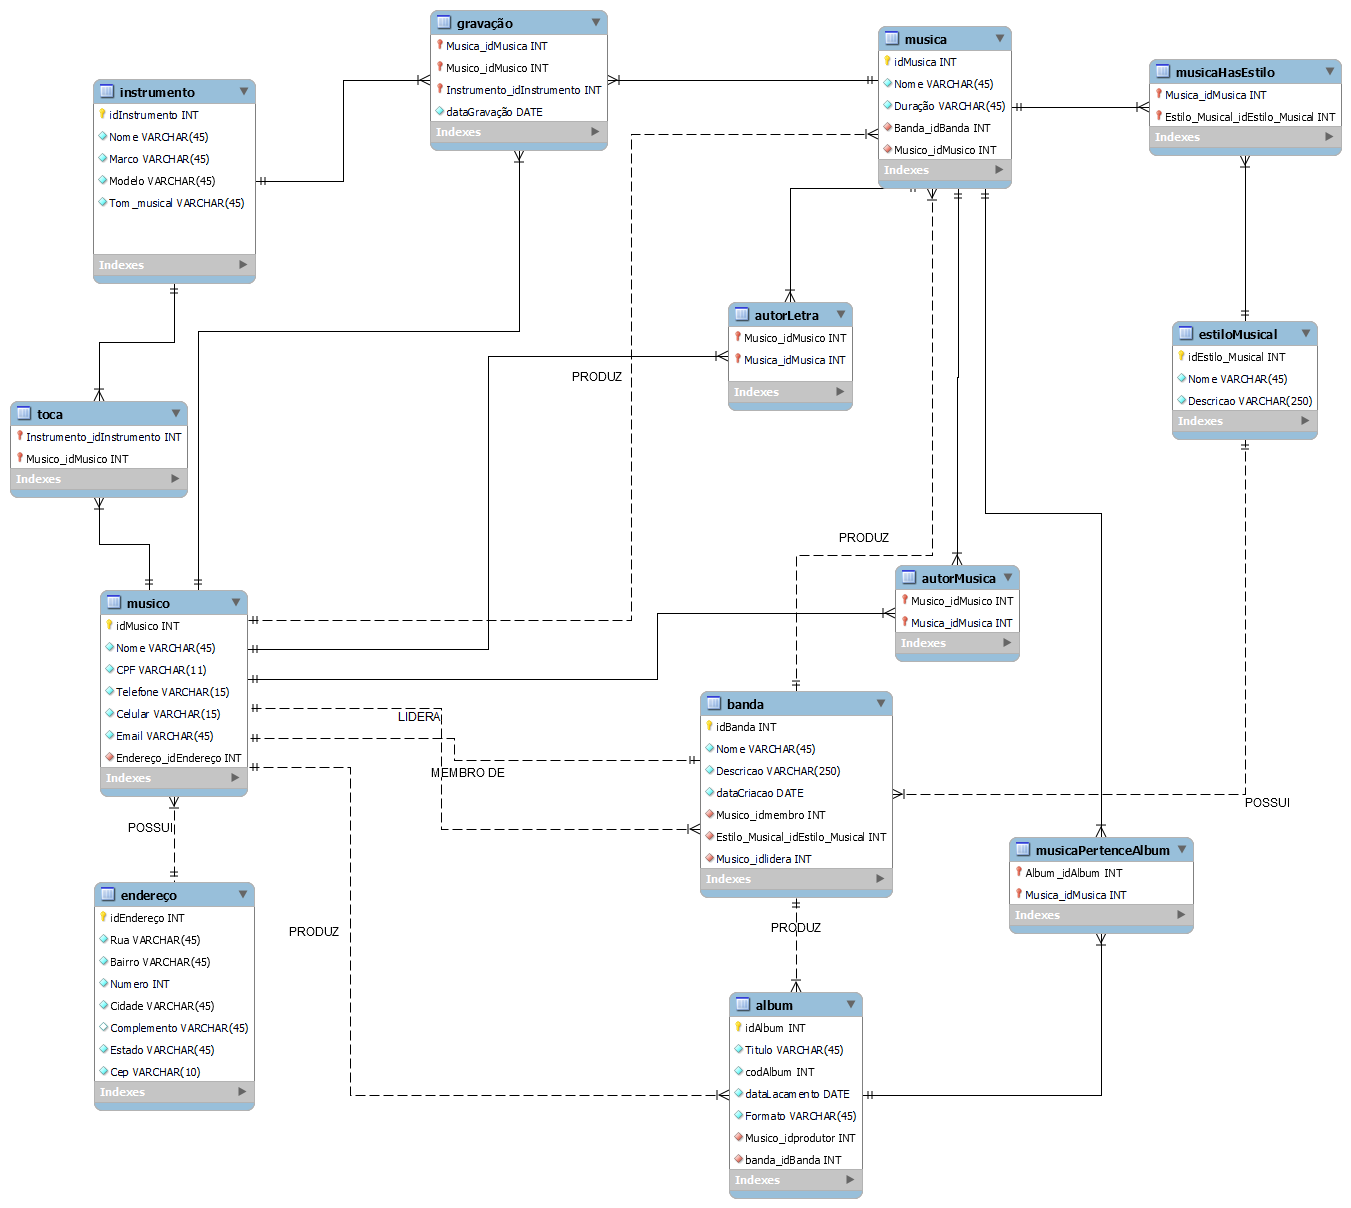 gravação
Musica_idMusica INT
Musico_idMusico INT
Instrumento_idInstrumento INT
dataGravação DATE
Indexes
musica
idMusica INT
Nome VARCHAR(45)
Duração VARCHAR(45)
Banda_idBanda INT
Musico_idMusico INT
Indexes
musicaHasEstilo
Musica_idMusica INT
Estilo_Musical_idEstilo_Musical INT
Indexes
instrumento
idInstrumento INT
Nome VARCHAR(45)
Marco VARCHAR(45)
Modelo VARCHAR(45)
Tom_musical VARCHAR(45)
Indexes
autorLetra
Musico_idMusico INT
Musica_idMusica INT
Indexes
PRODUZ
estiloMusical
idEstilo_Musical INT
Nome VARCHAR(45)
Descricao VARCHAR(250)
Indexes
toca
Instrumento_idInstrumento INT
Musico_idMusico INT
Indexes
PRODUZ
autorMusica
Musico_idMusico INT
Musica_idMusica INT
Indexes
musico
idMusico INT
Nome VARCHAR(45)
CPF VARCHAR(11)
Telefone VARCHAR(15)
Celular VARCHAR(15)
Email VARCHAR(45)
Endereço_idEndereço INT
Indexes
LIDERA
MEMBRO DE
banda
idBanda INT
Nome VARCHAR(45)
Descricao VARCHAR(250)
dataCriacao DATE
Musico_idmembro INT
Estilo_Musical_idEstilo_Musical INT
Musico_idlidera INT
Indexes
POSSUI
POSSUI
musicaPertenceAlbum
Album_idAlbum INT
Musica_idMusica INT
Indexes
endereço
idEndereço INT
Rua VARCHAR(45)
Bairro VARCHAR(45)
Numero INT
Cidade VARCHAR(45)
Complemento VARCHAR(45)
Estado VARCHAR(45)
Cep VARCHAR(10)
Indexes
PRODUZ
PRODUZ
album
idAlbum INT
Titulo VARCHAR(45)
codAlbum INT
dataLacamento DATE
Formato VARCHAR(45)
Musico_idprodutor INT
banda_idBanda INT
Indexes